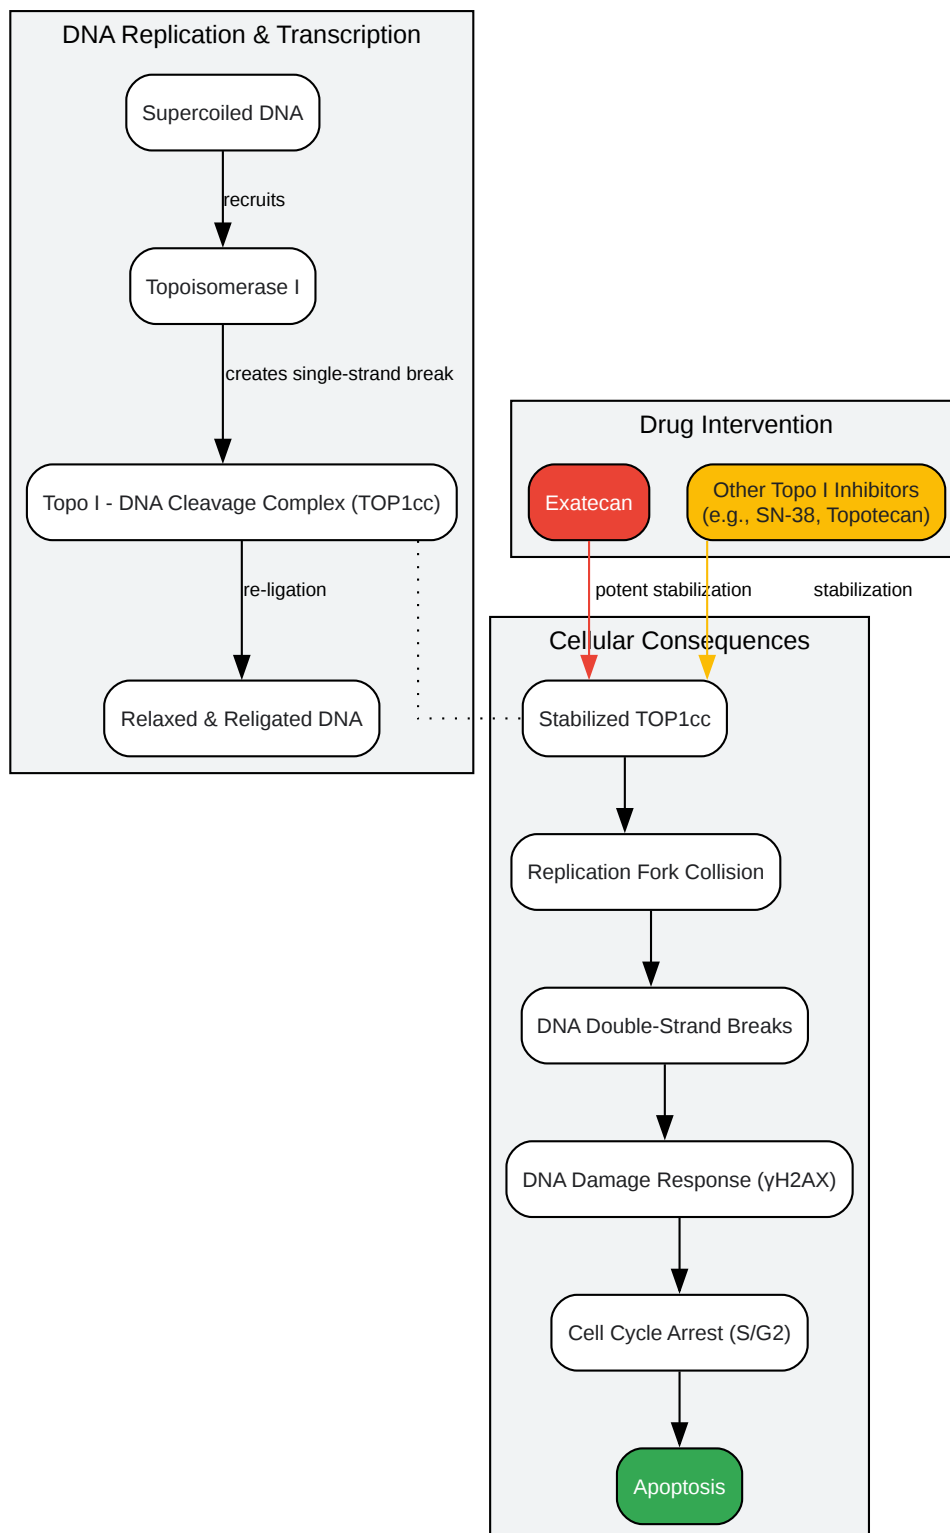 DNA Replication & Transcription
Supercoiled DNA
recruits
Topoisomerase I
creates single-strand break
Topo I - DNA Cleavage Complex (TOP1cc)
re-ligation
Relaxed & Religated DNA
Drug Intervention
Exatecan
Other Topo I Inhibitors
(e.g., SN-38, Topotecan)
potent stabilization
stabilization
Cellular Consequences
Stabilized TOP1cc
Replication Fork Collision
DNA Double-Strand Breaks
DNA Damage Response (γH2AX)
Cell Cycle Arrest (S/G2)
Apoptosis